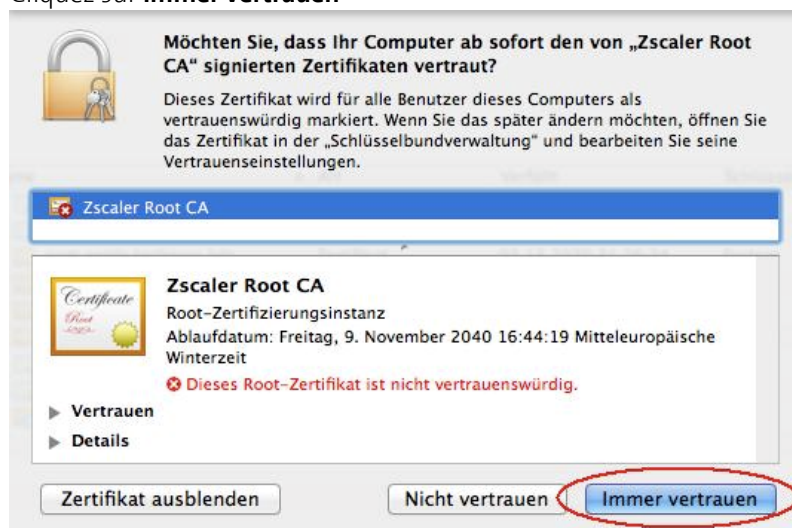 Cliquez sur Immer vertrauen
Möchten Sie, dass Ihr Computer ab sofort den von „Zscaler Root
CA“ signierten Zertifikaten vertraut?
Dieses Zertifikat wird für alle Benutzer dieses Computers als
vertrauenswürdig markiert. Wenn Sie das später ändern möchten, öffnen Sie
das Zertifikat in der „Schlüsselbundverwaltung“ und bearbeiten Sie seine
Vertrauenseinstellungen.
Zscaler Root CA
Certificate
Root
Zscaler Root CA
Root-Zertifizierungsinstanz
Ablaufdatum: Freitag, 9. November 2040 16:44:19 Mitteleuropäische
Winterzeit
Dieses Root-Zertifikat ist nicht vertrauenswürdig.
Vertrauen
Details
Zertifikat ausblenden
Nicht vertrauen
Immer vertrauen